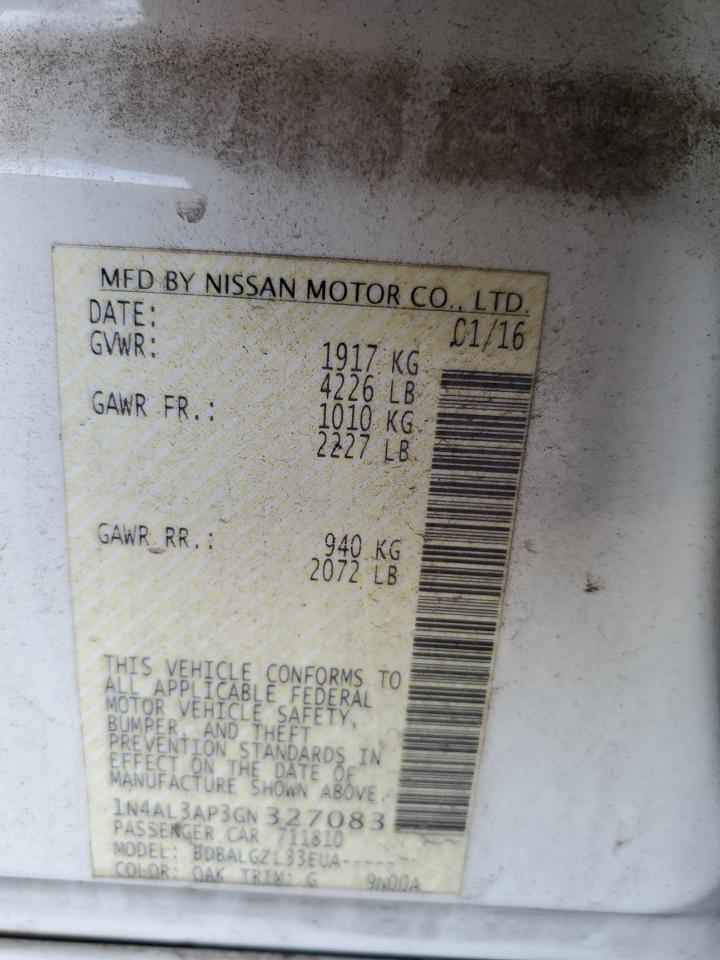 MFD BY NISSAN MOTOR CO., LTD.
DATE: 01/16
GVWR: 1917 KG
4226 LB
GAWR FR.: 1010 KG
2227 LB
GAWR RR.: 940 KG
2072 LB
THIS VEHICLE CONFORMS TO
ALL APPLICABLE FEDERAL
MOTOR VEHICLE SAFETY,
BUMPER, AND THEFT
PREVENTION STANDARDS IN
EFFECT ON THE DATE OF
MANUFACTURE SHOWN ABOVE.
1N4AL3AP3GN327083
PASSENGER CAR 711810
MODEL: BDBALGZL33EUA-----
COLOR: QAK TRIM: G